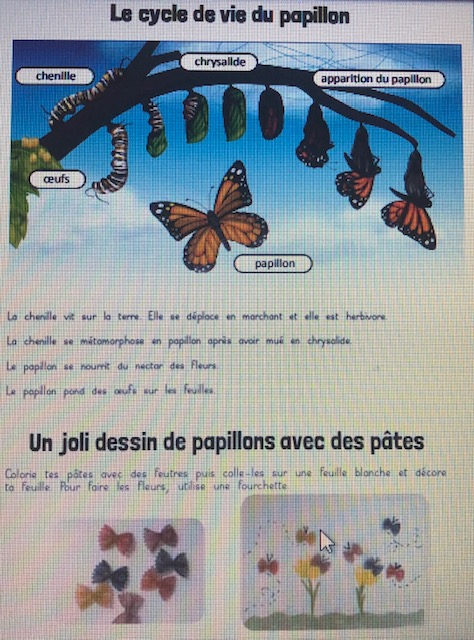 Le cycle de vie du papillon
chrysalide
chenille
apparition du papillon
œufs
papillon
La chenille vit sur la terre. Elle se déplace en marchant et elle est herbivore.
La chenille se métamorphose en papillon après avoir mué en chrysalide.
Le papillon se nourrit du nectar des fleurs.
Le papillon pond des œufs sur les feuilles.
Un joli dessin de papillons avec des pâtes
Colorie tes pâtes avec des feutres puis colle-les sur une feuille blanche et décore
ta feuille. Pour faire les fleurs, utilise une fourchette.